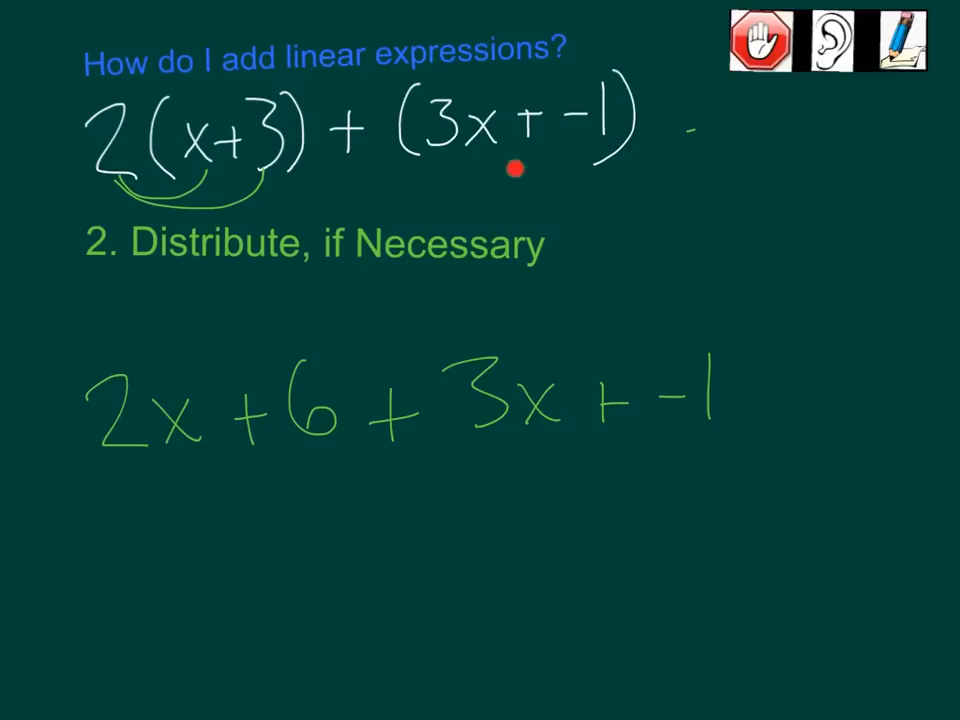 How do I add linear expressions?
2(x+3) + (3x + -1)
2. Distribute, if Necessary
2x + 6 + 3x + -1